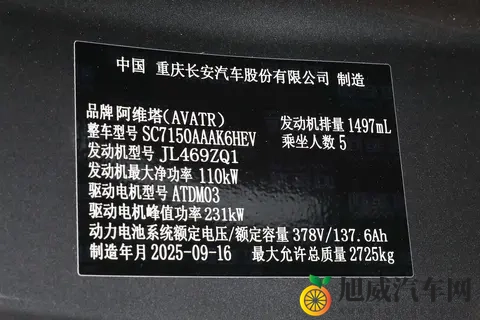 中国 重庆长安汽车股份有限公司 制造
品牌 阿维塔(AVATR)
发动机排量 1497mL
整车型号 SC7150AAAK6HEV
乘坐人数 5
发动机型号 JL469ZQ1
发动机最大净功率 110kW
驱动电机型号 ATDM03
驱动电机峰值功率 231kW
动力电池系统额定电压/额定容量 378V/137.6Ah
制造年月 2025-09-16 最大允许总质量 2725kg
旭威汽车网